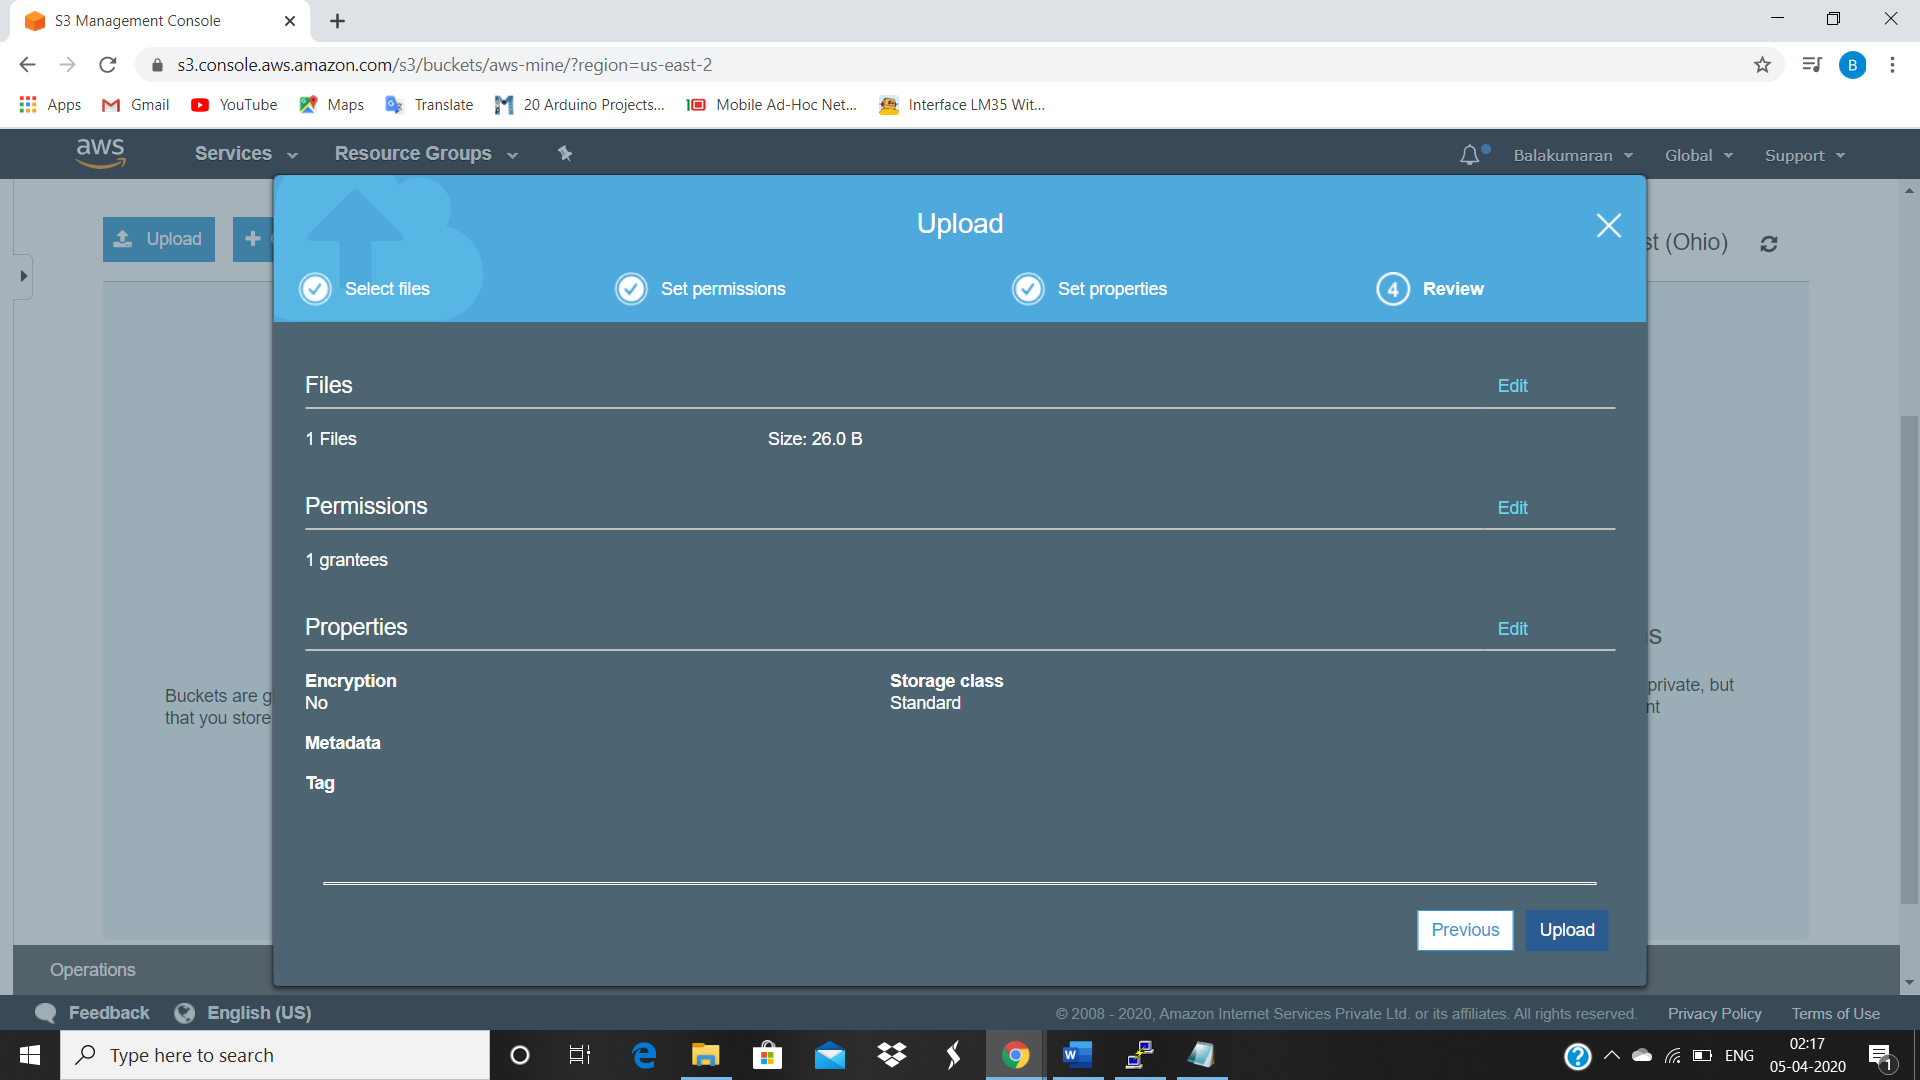 S3 Management Console
s3.console.aws.amazon.com/s3/buckets/aws-mine/?region=us-east-2
B
Apps
Gmail
YouTube
Maps
Translate
20 Arduino Projects...
Mobile Ad-Hoc Net...
Interface LM35 Wit...
aws
Services
Resource Groups
Balakumaran
Global
Support
Upload
st (Ohio)
Upload
Select files
Set permissions
Set properties
4
Review
Files
Edit
1 Files
Size: 26.0 B
Permissions
Edit
1 grantees
Properties
Edit
Encryption
No
Storage class
Standard
Metadata
Tag
Buckets are g
that you store
s
private, but
nt
Previous
Upload
Operations
Feedback
English (US)
© 2008 - 2020, Amazon Internet Services Private Ltd. or its affiliates. All rights reserved.
Privacy Policy
Terms of Use
Type here to search
ENG
02:17
05-04-2020
1